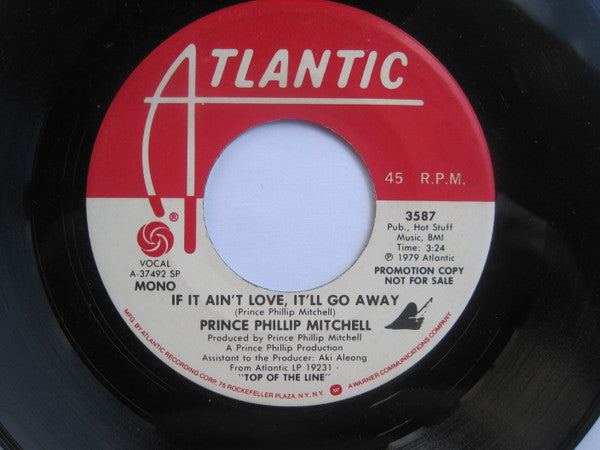 ATLANTIC
45 R.P.M.
®
VOCAL
A-37492 SP
MONO
3587
Pub., Hot Stuff
Music, BMI
Time: 3:24
℗ 1979 Atlantic
PROMOTION COPY
NOT FOR SALE
IF IT AIN'T LOVE, IT'LL GO AWAY
(Prince Phillip Mitchell)
PRINCE PHILLIP MITCHELL
Produced by Prince Phillip Mitchell
A Prince Phillip Production
Assistant to the Producer: Aki Aleong
From Atlantic LP 19231 -
"TOP OF THE LINE"
MFG. BY ATLANTIC RECORDING CORP. 75 ROCKEFELLER PLAZA, N.Y. N.Y. A WARNER COMMUNICATIONS COMPANY